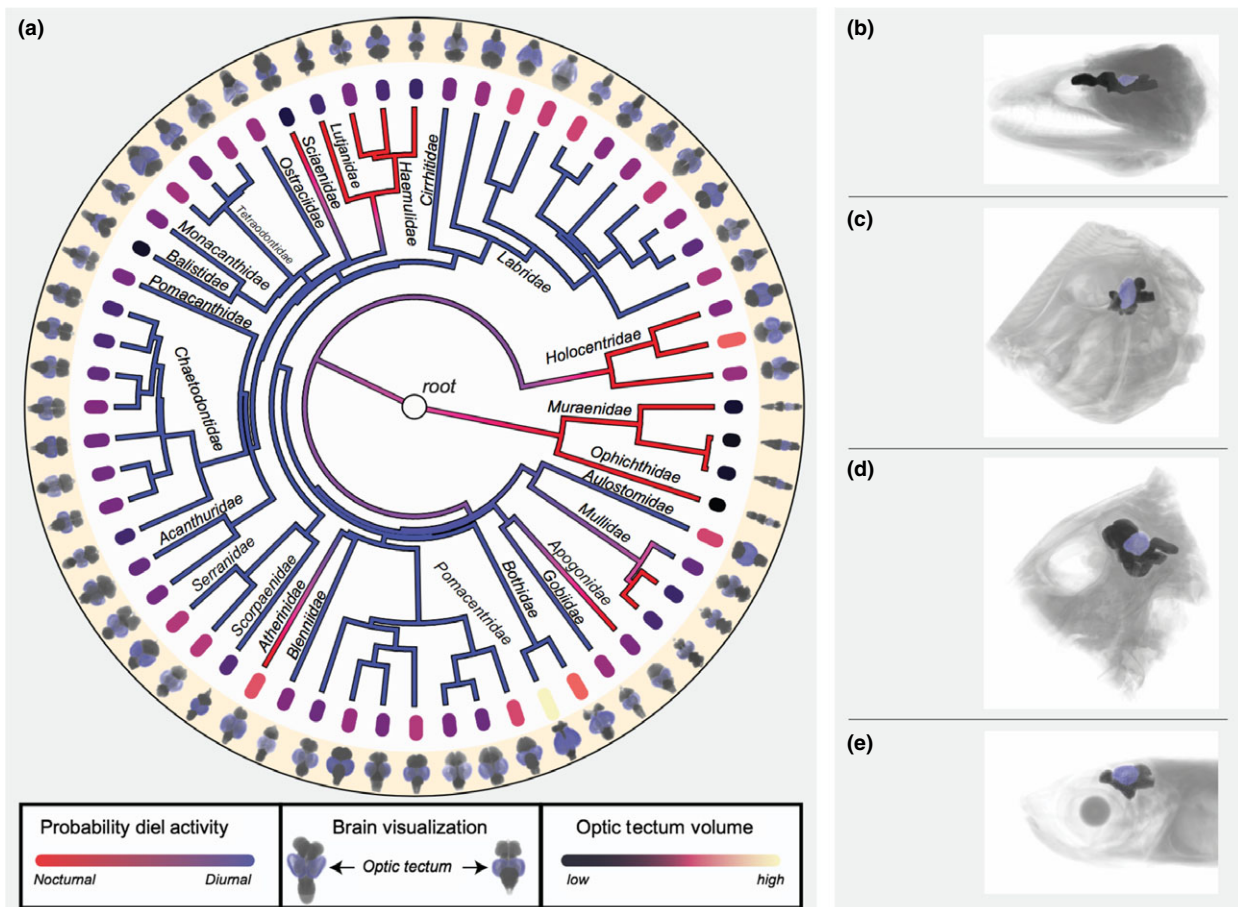 (a)
Ostraciidae
Sciaenidae
Lutjanidae
Haemulidae
Cirrhitidae
Labridae
Tetraodontidae
Monacanthidae
Balistidae
Pomacanthidae
Chaetodontidae
Holocentridae
root
Muraenidae
Ophichthidae
Aulostomidae
Mullidae
Apogonidae
Gobiidae
Bothidae
Pomacentridae
Blenniidae
Atherinidae
Scorpaenidae
Serranidae
Acanthuridae
Probability diel activity
Nocturnal
Diurnal
Brain visualization
Optic tectum
Optic tectum volume
low
high
(b)
(c)
(d)
(e)